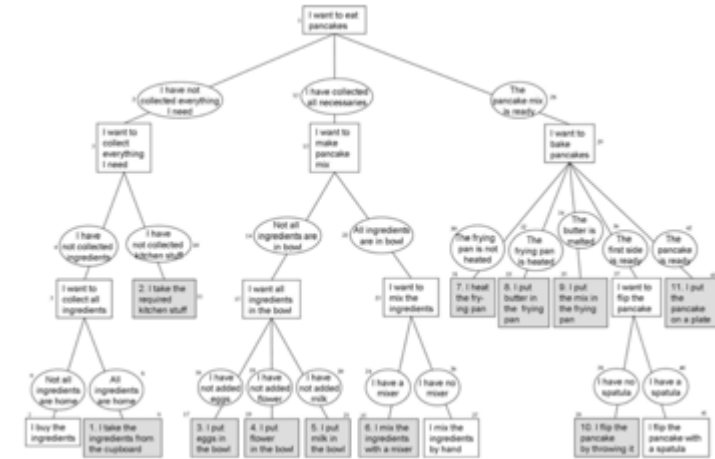 I want to eat
pancakes
I have not
collected everything
I need
I have collected
all necessaries
The
pancake mix
is ready
I want to
collect
everything
I need
I want to
make
pancake
mix
I want to
bake
pancakes
I have
not collected
ingredients
I have
not collected
kitchen stuff
Not all
ingredients are
in bowl
All ingredients
are in bowl
The frying
pan is not
heated
The
frying pan
is heated
The
butter is
melted
The
first side
is ready
The
pancake
is ready
I want to
collect all
ingredients
2. I take the
required
kitchen stuff
I want all
ingredients
in the bowl
I want to
mix the
ingredients
7. I heat
the fry-
ing pan
8. I put
butter in
the frying
pan
9. I put
the mix in
the frying
pan
I want to
flip the
pancake
11. I put
the
pancake
on a plate
Not all
ingredients
are home
All
ingredients
are home
I have
not added
eggs
I have
not added
flower
I have
not added
milk
I have a
mixer
I have no
mixer
I have no
spatula
I have a
spatula
I buy the
ingredients
1. I take the
ingredients from
the cupboard
3. I put
eggs in
the bowl
4. I put
flower
in the bowl
5. I put
milk in
the bowl
6. I mix the
ingredients
with a mixer
I mix the
ingredients
by hand
10. I flip the
pancake
by throwing it
I flip the
pancake with
a spatula